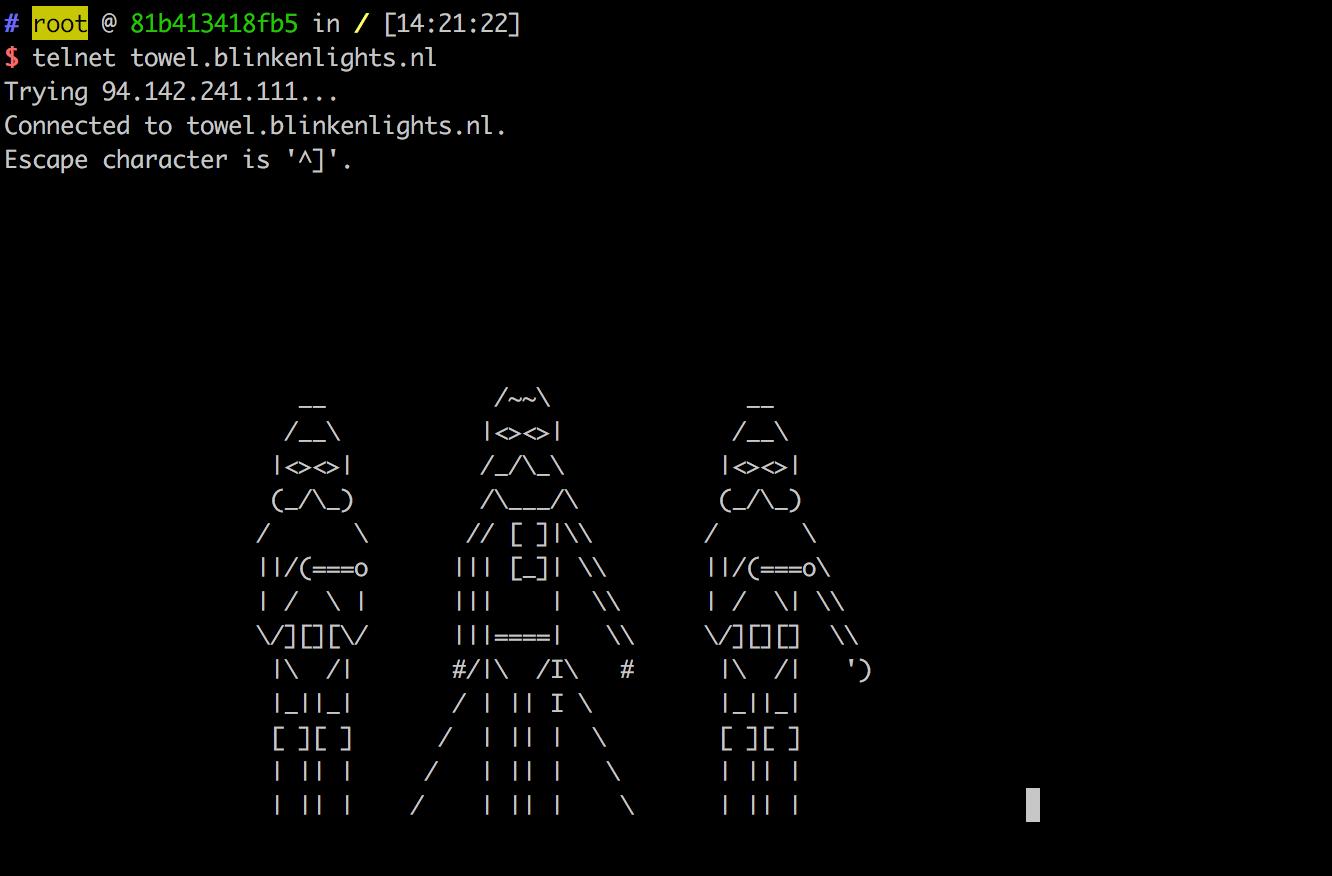 # root @ 81b413418fb5 in / [14:21:22]
$ telnet towel.blinkenlights.nl
Trying 94.142.241.111...
Connected to towel.blinkenlights.nl.
Escape character is '^]'.
                     __            /~~\              __
                    /__\          |<><>|            /__\
                   |<><>|         /_/\_\           |<><>|
                   (_/\_)         /\___/\          (_/\_)
                  /      \       // [ ]|\\        /      \
                  ||/(===o      ||| [_]| \\       ||/(===o\
                  | /  \ |      |||    |  \\      | /  \| \\
                  \/][][\/      |||====|   \\     \/][][]  \\
                   |\  /|       #/|\  /I\   #      |\  /|   ')
                   |_||_|       / | || I \         |_||_|
                   [ ][ ]      /  | || |  \        [ ][ ]
                   | || |     /   | || |   \       | || |
                   | || |    /    | || |    \      | || |